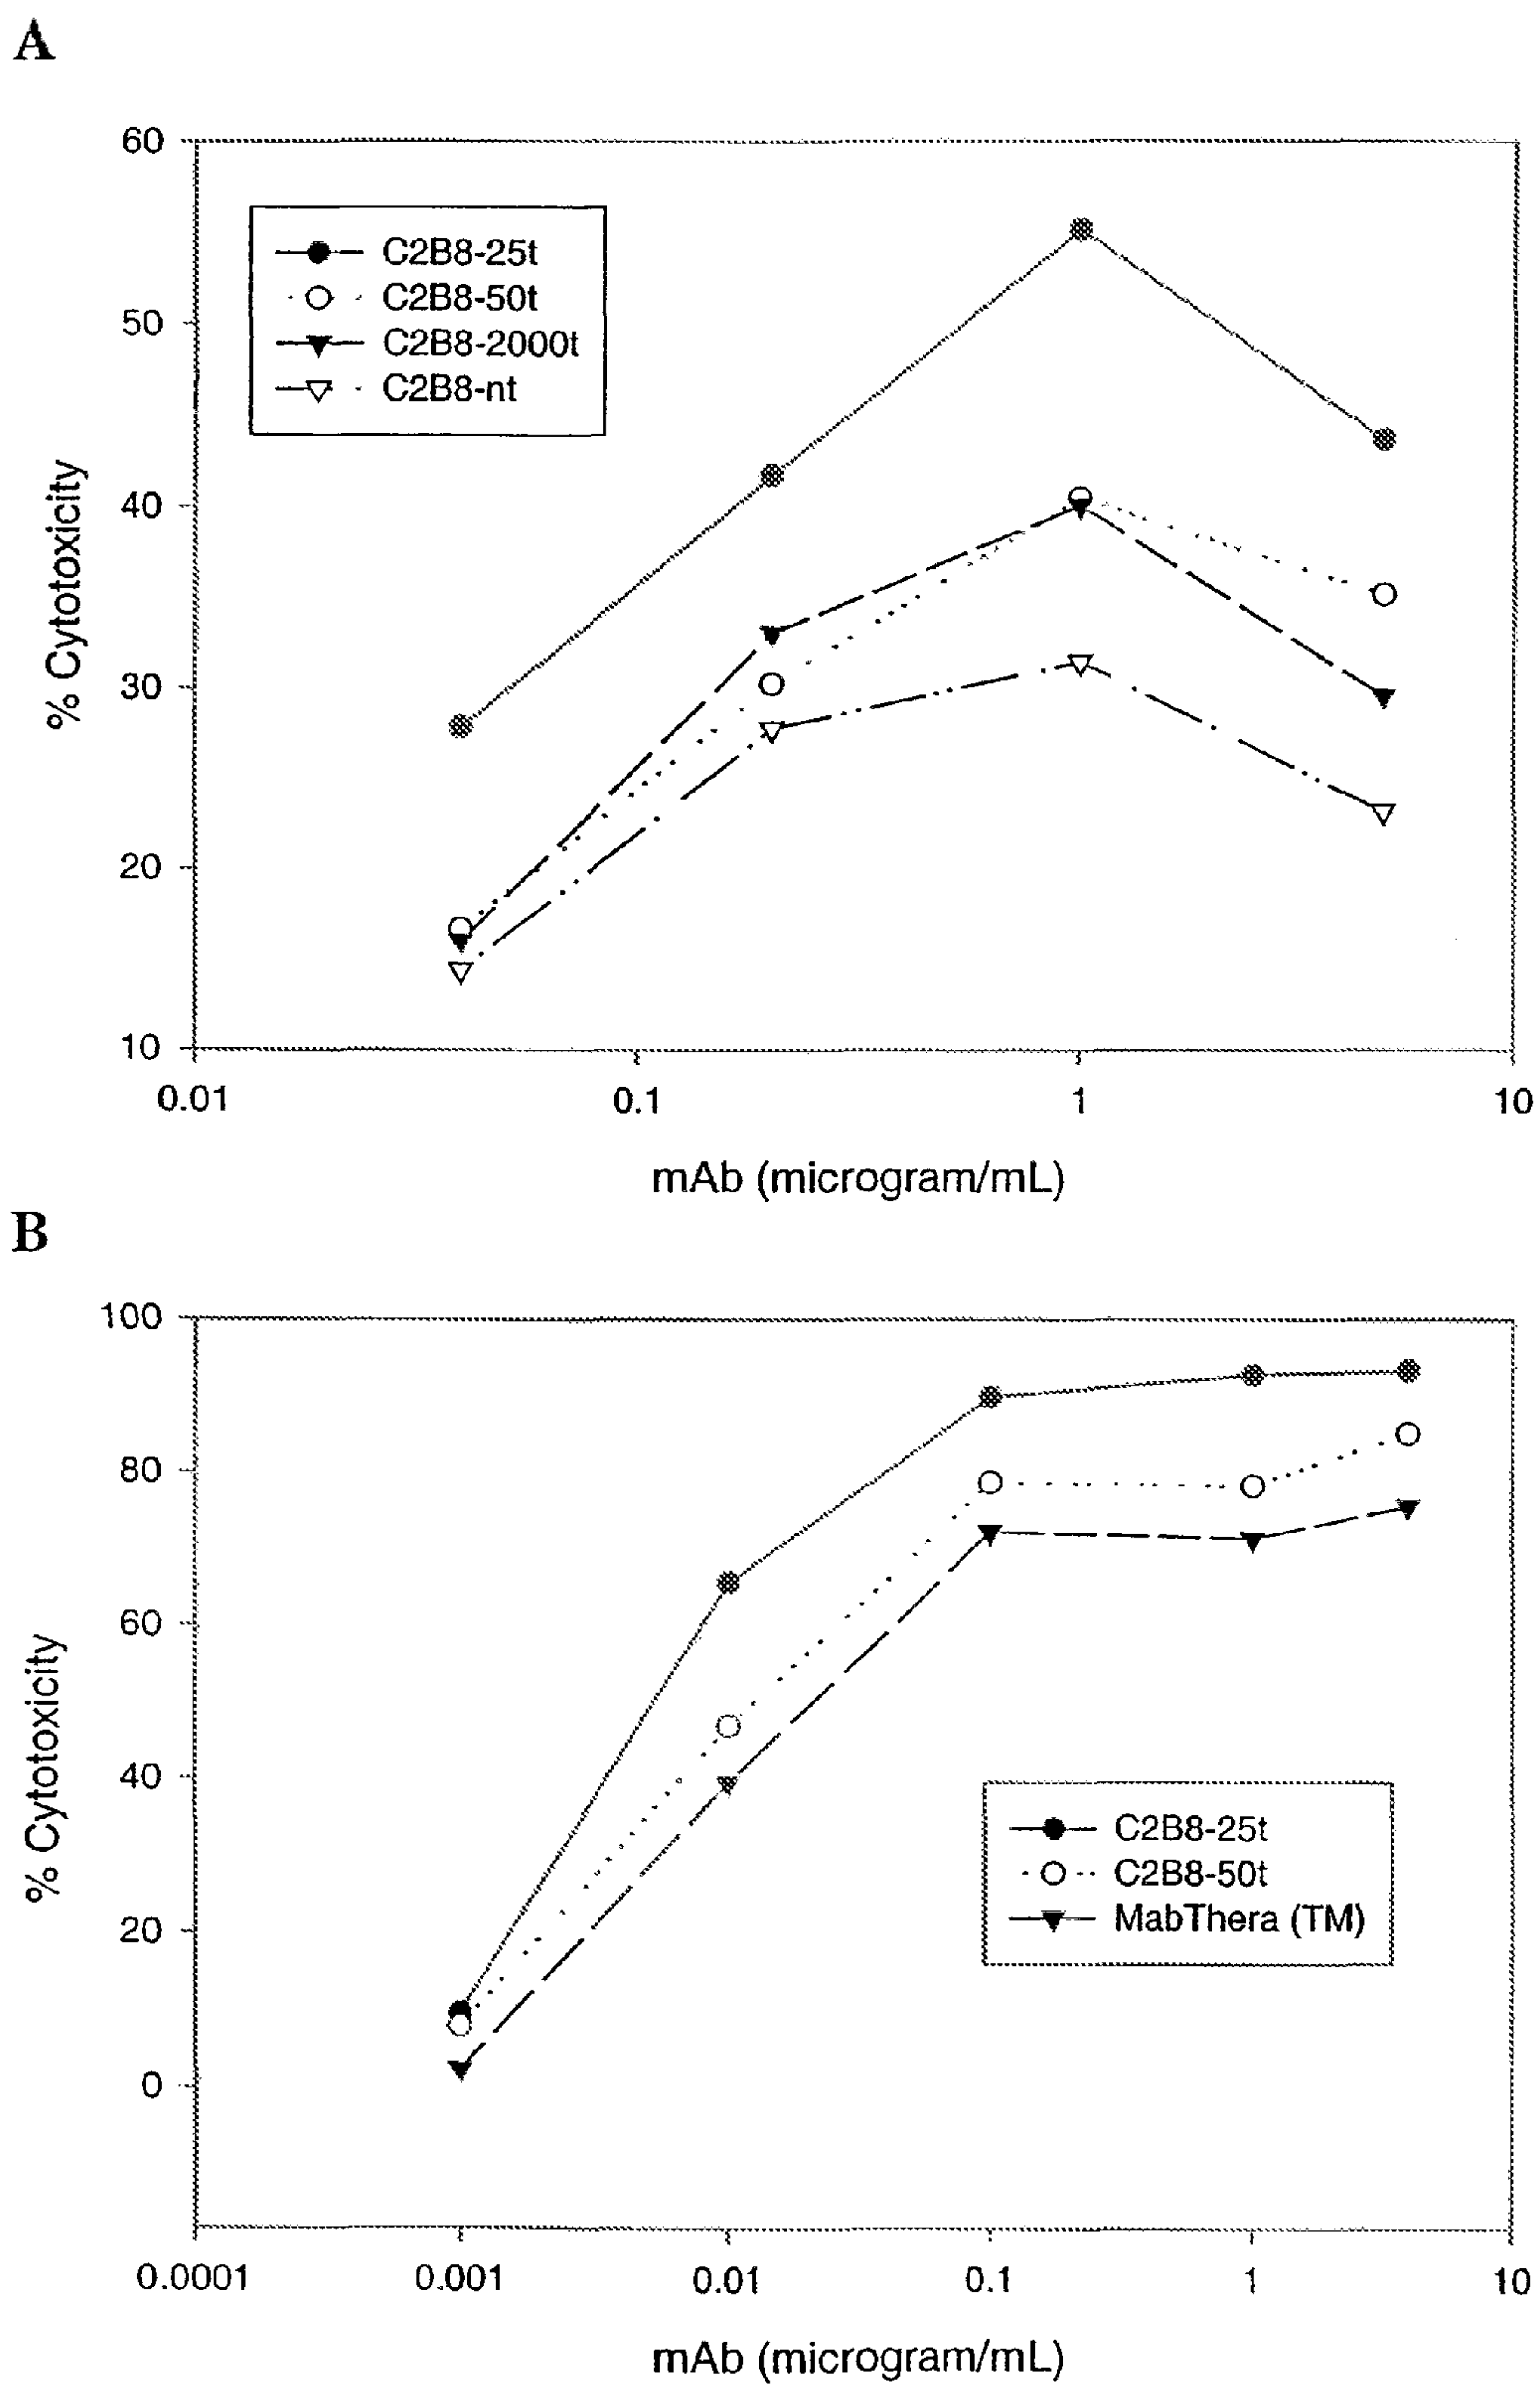 A
60
50
40
30
20
10
% Cytotoxicity
C2B8-25t
C2B8-50t
C2B8-2000t
C2B8-nt
0.01 0.1 1 10
mAb (microgram/mL)
B
100
80
60
40
20
0
% Cytotoxicity
C2B8-25t
C2B8-50t
MabThera (TM)
0.0001 0.001 0.01 0.1 1 10
mAb (microgram/mL)